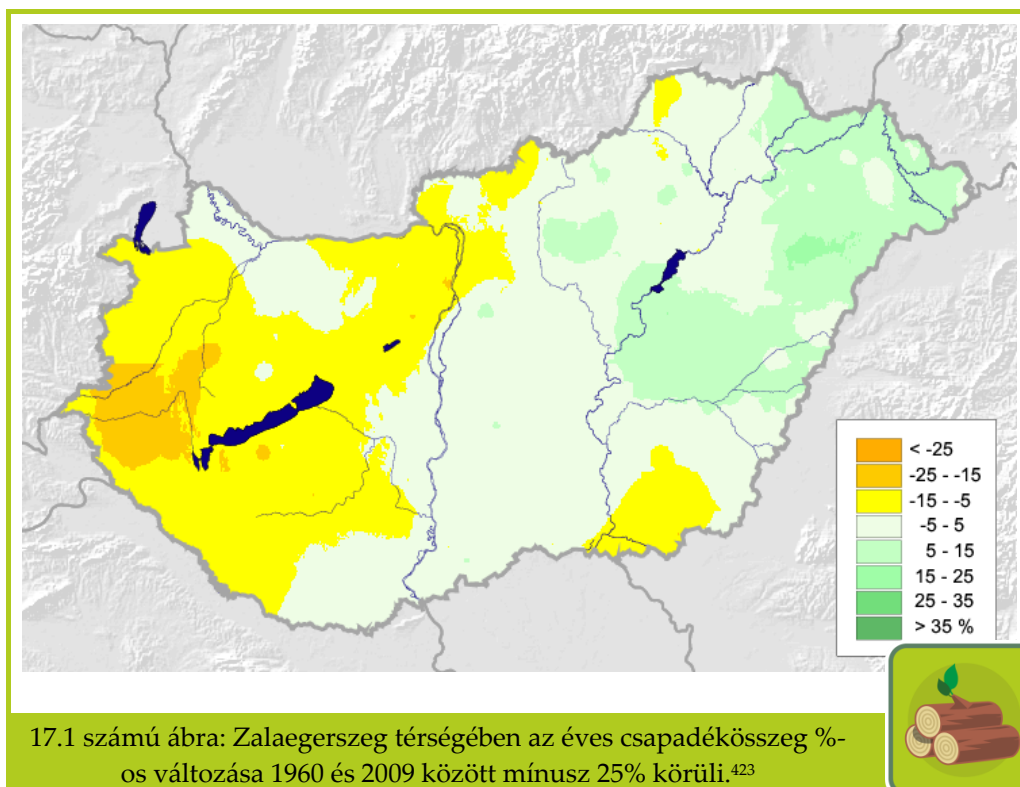 < -25
-25 - -15
-15 - -5
-5 - 5
5 - 15
15 - 25
25 - 35
> 35 %
17.1 számú ábra: Zalaegerszeg térségében az éves csapadékösszeg %-
os változása 1960 és 2009 között mínusz 25% körüli.⁴²³